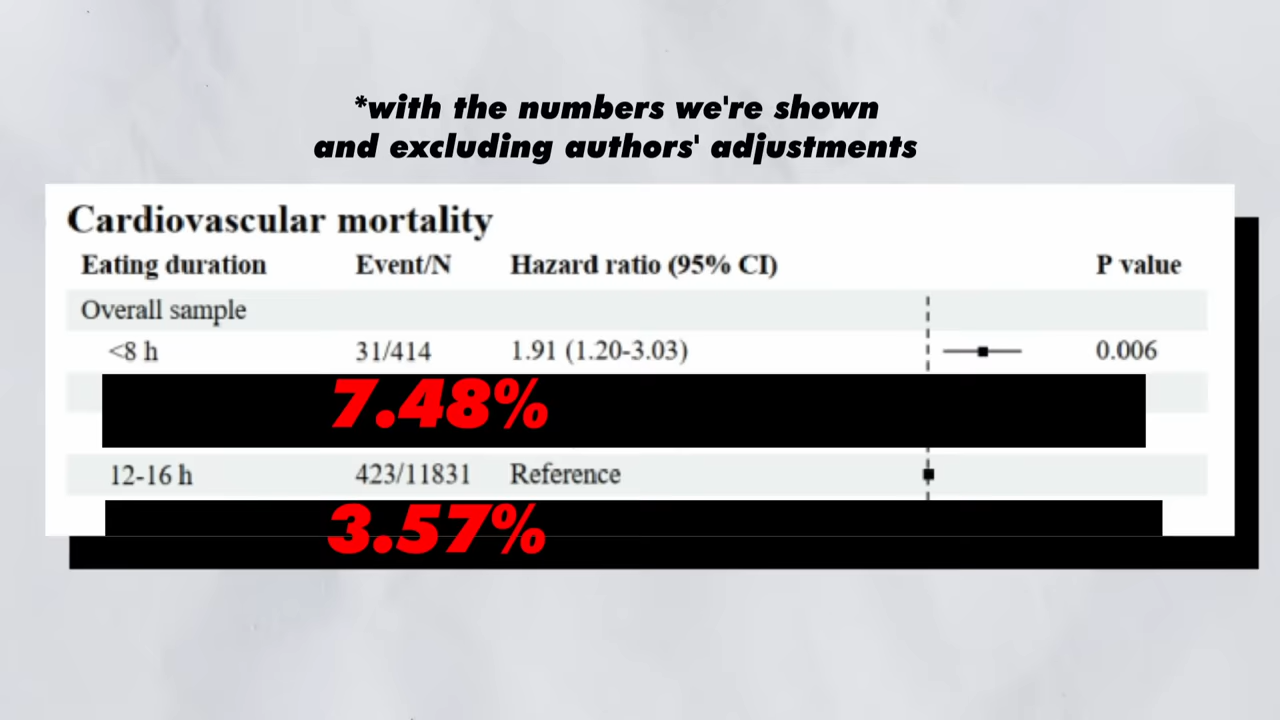 *with the numbers we're shown
and excluding authors' adjustments
Cardiovascular mortality
Eating duration Event/N Hazard ratio (95% CI) P value
Overall sample
<8 h 31/414 1.91 (1.20-3.03) 0.006
7.48%
12-16 h 423/11831 Reference
3.57%